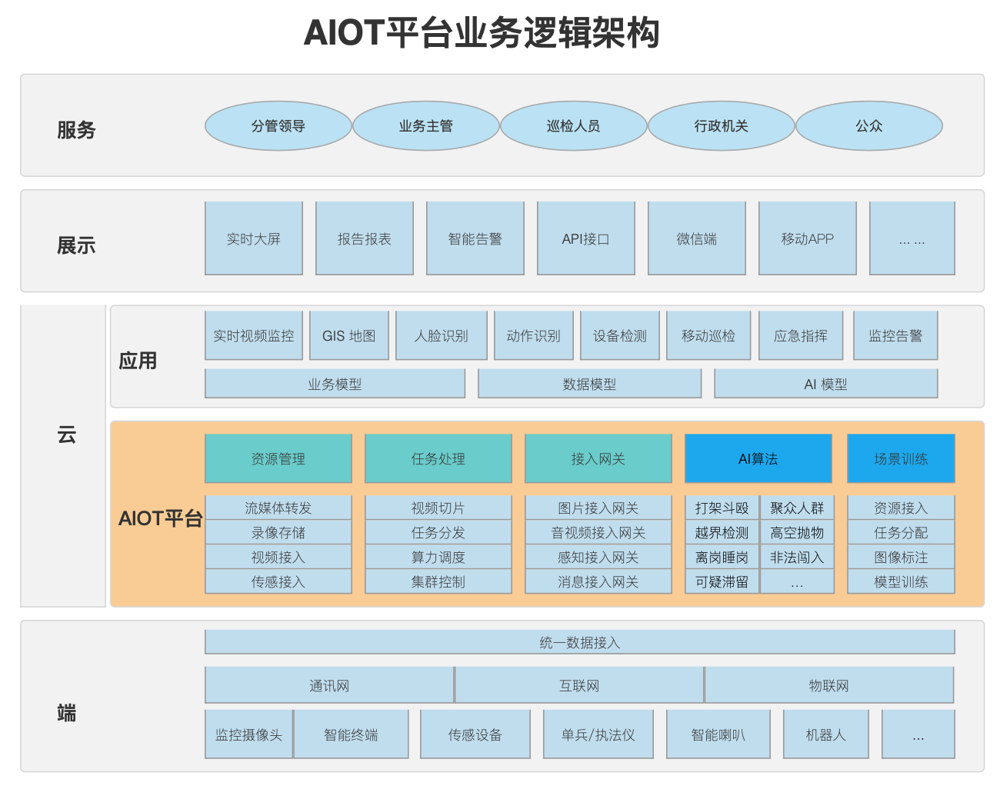 AIOT平台业务逻辑架构
服务
分管领导
业务主管
巡检人员
行政机关
公众
展示
实时大屏
报告报表
智能告警
API接口
微信端
移动APP
... ...
云
应用
实时视频监控
GIS 地图
人脸识别
动作识别
设备检测
移动巡检
应急指挥
监控告警
业务模型
数据模型
AI 模型
AIOT平台
资源管理
流媒体转发
录像存储
视频接入
传感接入
任务处理
视频切片
任务分发
算力调度
集群控制
接入网关
图片接入网关
音视频接入网关
感知接入网关
消息接入网关
AI算法
打架斗殴
聚众人群
越界检测
高空抛物
离岗睡岗
非法闯入
可疑滞留
...
场景训练
资源接入
任务分配
图像标注
模型训练
端
统一数据接入
通讯网
互联网
物联网
监控摄像头
智能终端
传感设备
单兵/执法仪
智能喇叭
机器人
...